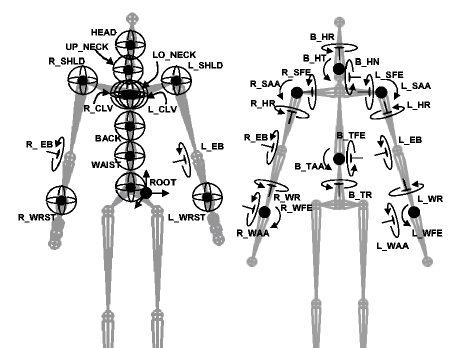 HEAD
UP_NECK
LO_NECK
R_SHLD
L_SHLD
R_CLV
L_CLV
BACK
R_ EB
L_EB
WAIST
ROOT
R_WRST
L_WRST
B_HR
B_HT
B_HN
R_SFE
L_SFE
R_SAA
L_SAA
R_HR
L_HR
R_EB
B_TFE
L_EB
B_TAA
R_WR
B_TR
L_WR
R_WFE
R_WAA
L_WFE
L_WAA